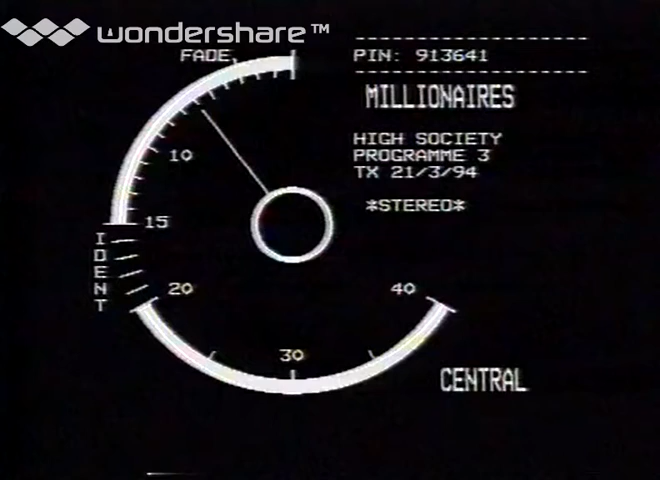 wondershare™
FADE
PIN: 913641
MILLIONAIRES
HIGH SOCIETY
PROGRAMME 3
TX 21/3/94
*STEREO*
10
15
IDENT
20
40
30
CENTRAL